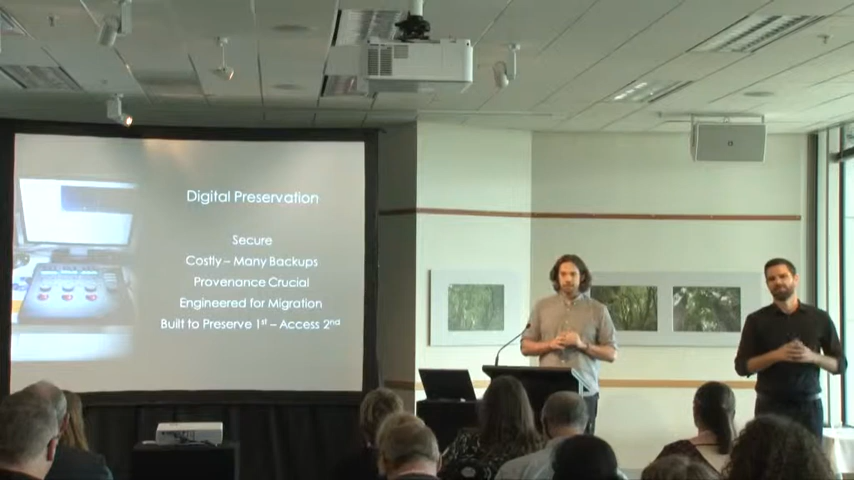 Digital Preservation
Secure
Costly – Many Backups
Provenance Crucial
Engineered for Migration
Built to Preserve 1st – Access 2nd